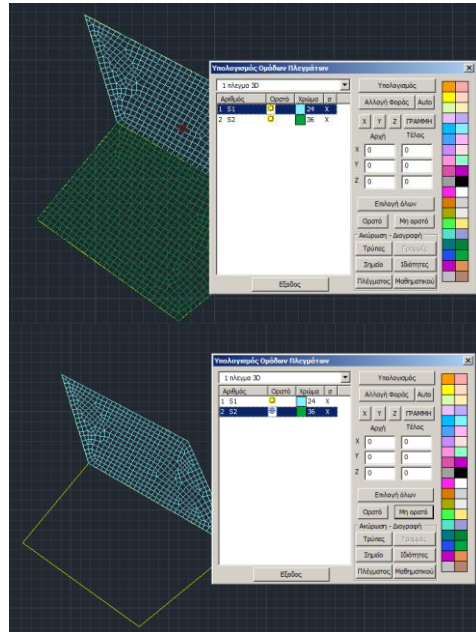 Υπολογισμός Ομάδων Πλεγμάτων
1 πλεγμα 3D
Υπολογισμός
Αριθμός Ορατό Χρώμα σ
Αλλαγή Φοράς Auto
1 S1 24 X
2 S2 36 X
X Y Z ΓΡΑΜΜΗ
Αρχή Τέλος
X 0 0
Y 0 0
Z 0 0
Επιλογή όλων
Ορατό Μη ορατό
Ακύρωση - Διαγραφή
Τρύπες Γραμμές
Σημείο Ιδιότητες
Πλέγματος Μαθηματικού
Εξοδος
Υπολογισμός Ομάδων Πλεγμάτων
1 πλεγμα 3D
Υπολογισμός
Αριθμός Ορατό Χρώμα σ
Αλλαγή Φοράς Auto
1 S1 24 X
2 S2 36 X
X Y Z ΓΡΑΜΜΗ
Αρχή Τέλος
X 0 0
Y 0 0
Z 0 0
Επιλογή όλων
Ορατό Μη ορατό
Ακύρωση - Διαγραφή
Τρύπες Γραμμές
Σημείο Ιδιότητες
Πλέγματος Μαθηματικού
Εξοδος